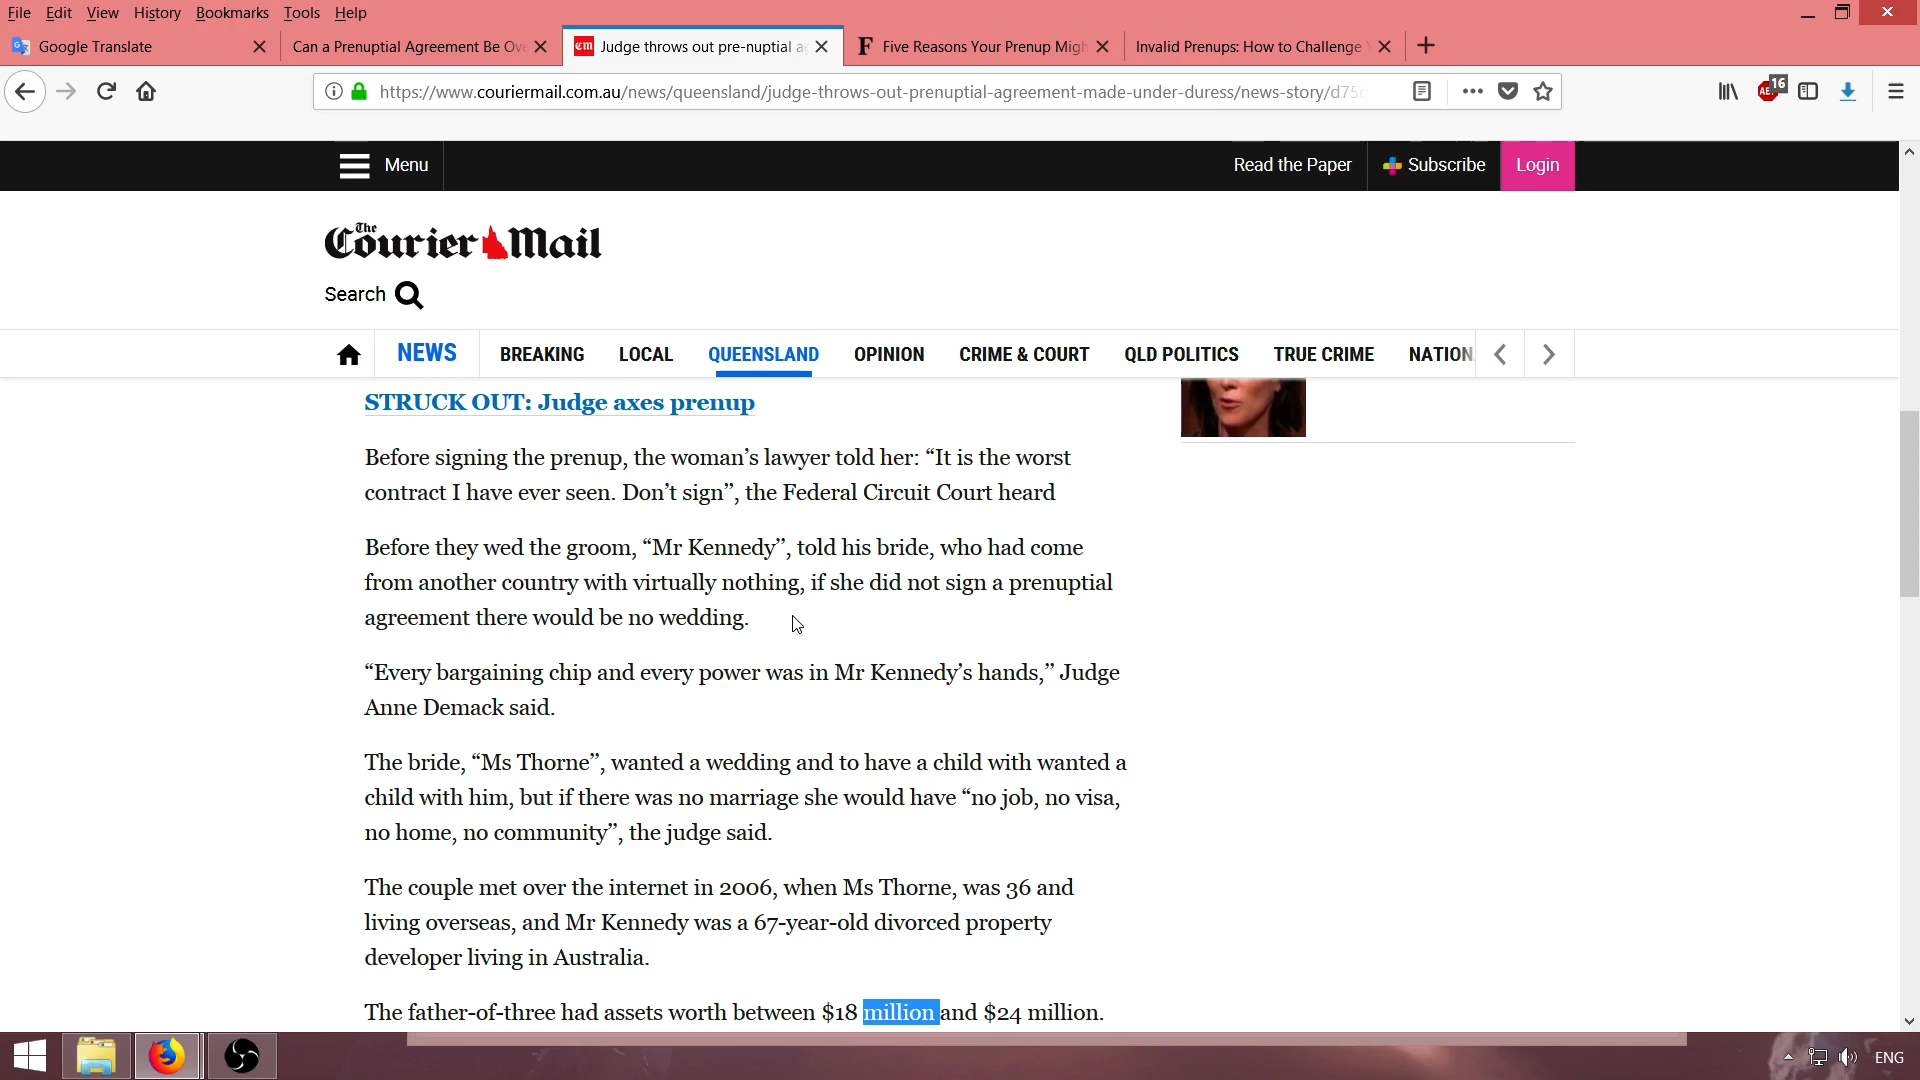 File Edit View History Bookmarks Tools Help
Google Translate
Can a Prenuptial Agreement Be Ov
Judge throws out pre-nuptial a
Five Reasons Your Prenup Migh
Invalid Prenups: How to Challenge
https://www.couriermail.com.au/news/queensland/judge-throws-out-prenuptial-agreement-made-under-duress/news-story/d75
16
ABP
Menu
Read the Paper
Subscribe
Login
The Courier Mail
Search
NEWS BREAKING LOCAL QUEENSLAND OPINION CRIME & COURT QLD POLITICS TRUE CRIME NATION
STRUCK OUT: Judge axes prenup
Before signing the prenup, the woman’s lawyer told her: “It is the worst
contract I have ever seen. Don’t sign”, the Federal Circuit Court heard
Before they wed the groom, “Mr Kennedy”, told his bride, who had come
from another country with virtually nothing, if she did not sign a prenuptial
agreement there would be no wedding.
“Every bargaining chip and every power was in Mr Kennedy’s hands,” Judge
Anne Demack said.
The bride, “Ms Thorne”, wanted a wedding and to have a child with wanted a
child with him, but if there was no marriage she would have “no job, no visa,
no home, no community”, the judge said.
The couple met over the internet in 2006, when Ms Thorne, was 36 and
living overseas, and Mr Kennedy was a 67-year-old divorced property
developer living in Australia.
The father-of-three had assets worth between $18 million and $24 million.
ENG